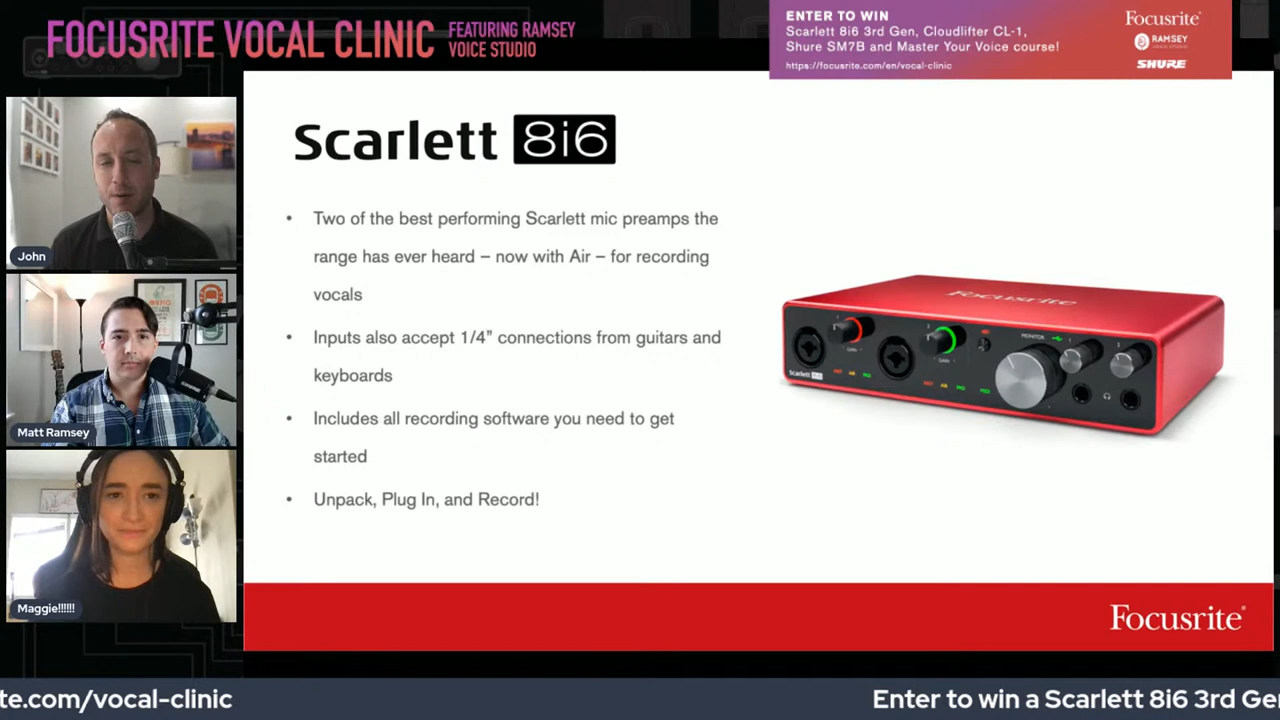 FOCUSRITE VOCAL CLINIC
FEATURING RAMSEY
VOICE STUDIO
ENTER TO WIN
Scarlett 8i6 3rd Gen, Cloudlifter CL-1,
Shure SM7B and Master Your Voice course!
https://focusrite.com/en/vocal-clinic
Focusrite®
RAMSEY
VOICE STUDIO
SHURE
John
Matt Ramsey
Maggie!!!!!!
Scarlett 8i6
• Two of the best performing Scarlett mic preamps the
range has ever heard – now with Air – for recording
vocals
• Inputs also accept 1/4” connections from guitars and
keyboards
• Includes all recording software you need to get
started
• Unpack, Plug In, and Record!
Focusrite
MONITOR
GAIN
GAIN
Scarlett
Focusrite®
te.com/vocal-clinic
Enter to win a Scarlett 8i6 3rd Ge